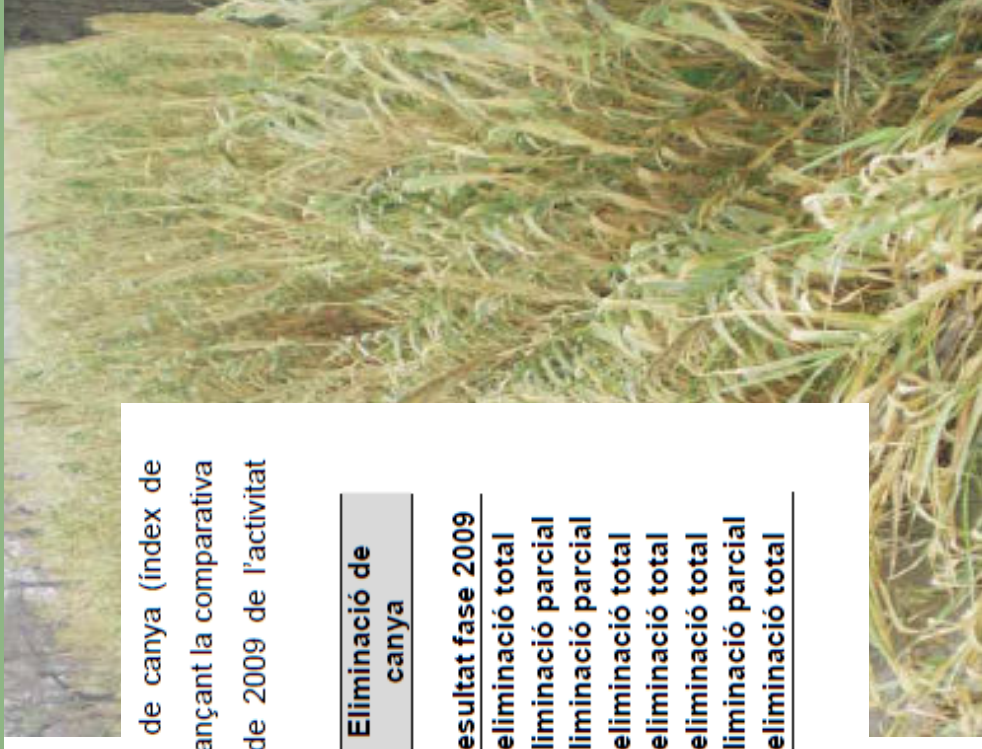 de canya (índex de
ançant la comparativa
de 2009 de l'activitat
Eliminació de
canya
esultat fase 2009
eliminació total
liminació parcial
liminació parcial
eliminació total
eliminació total
eliminació total
liminació parcial
eliminació total